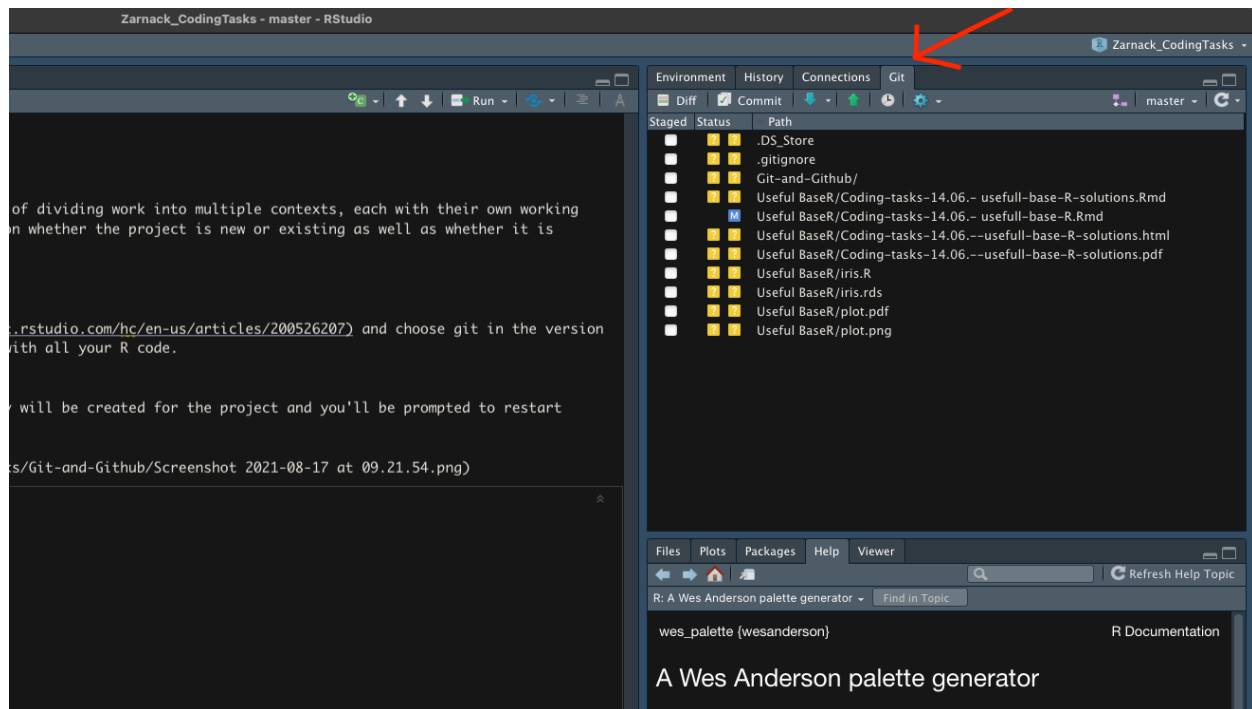 Zarnack_CodingTasks - master - RStudio
Zarnack_CodingTasks
Run
of dividing work into multiple contexts, each with their own working
on whether the project is new or existing as well as whether it is
.rstudio.com/hc/en-us/articles/200526207) and choose git in the version
with all your R code.
will be created for the project and you'll be prompted to restart
ks/Git-and-Github/Screenshot 2021-08-17 at 09.21.54.png)
Environment History Connections Git
Diff Commit master
Staged Status Path
.DS_Store
.gitignore
Git-and-Github/
Useful BaseR/Coding-tasks-14.06.- usefull-base-R-solutions.Rmd
M Useful BaseR/Coding-tasks-14.06.- usefull-base-R.Rmd
Useful BaseR/Coding-tasks-14.06.--usefull-base-R-solutions.html
Useful BaseR/Coding-tasks-14.06.--usefull-base-R-solutions.pdf
Useful BaseR/iris.R
Useful BaseR/iris.rds
Useful BaseR/plot.pdf
Useful BaseR/plot.png
Files Plots Packages Help Viewer
Refresh Help Topic
R: A Wes Anderson palette generator Find in Topic
wes_palette {wesanderson} R Documentation
A Wes Anderson palette generator